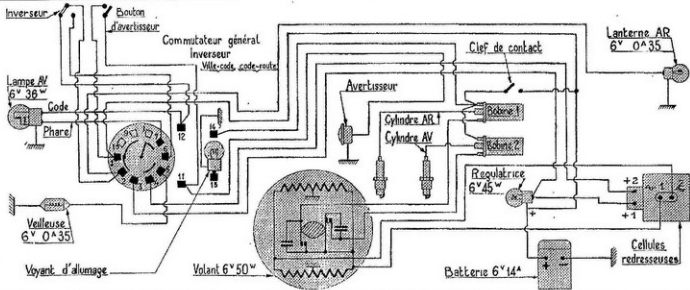 Inverseur
Bouton
d'avertisseur
Commutateur général
Inverseur
Ville-code, code-route
Lanterne AR
6V 0A35
Clef de contact
Lampe AV
6V 36W
Code
Phare
Avertisseur
Cylindre AR
Cylindre AV
Bobine 1
Bobine 2
12
14
11
13
Régulatrice
6V 45W
+2
+1
+
~ 1 2
Veilleuse
6V 0A35
Voyant d'allumage
Volant 6V 50W
Batterie 6V 14A
+ -
Cellules
redresseuses